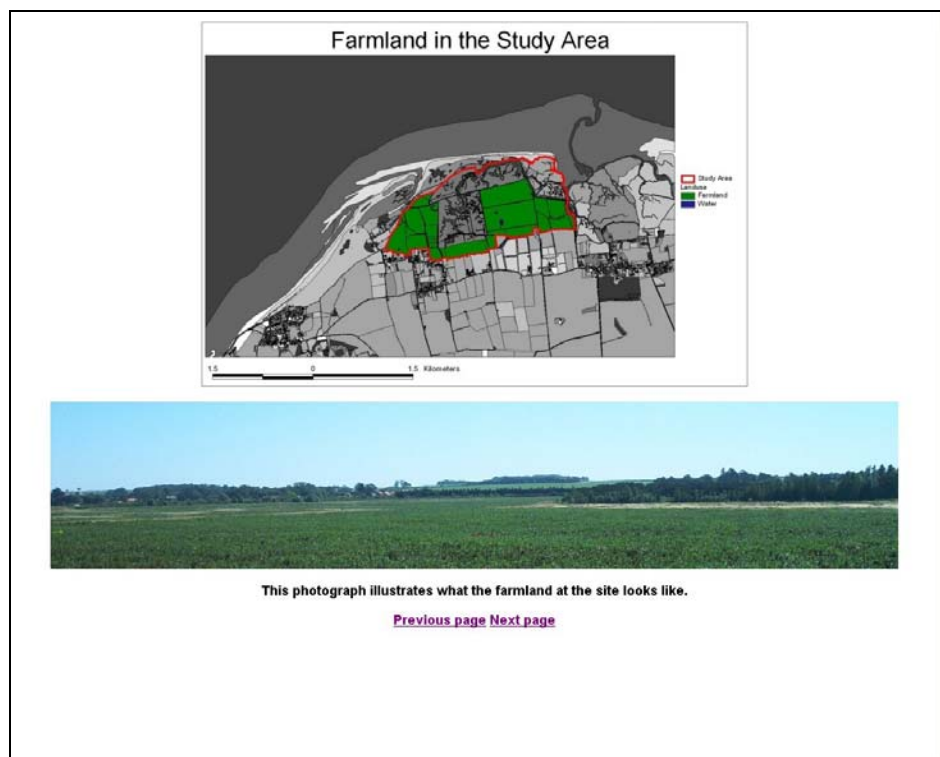 Farmland in the Study Area
Study Area
Landuse
Farmland
Water
1.5 0 1.5 Kilometers
This photograph illustrates what the farmland at the site looks like.
Previous page Next page